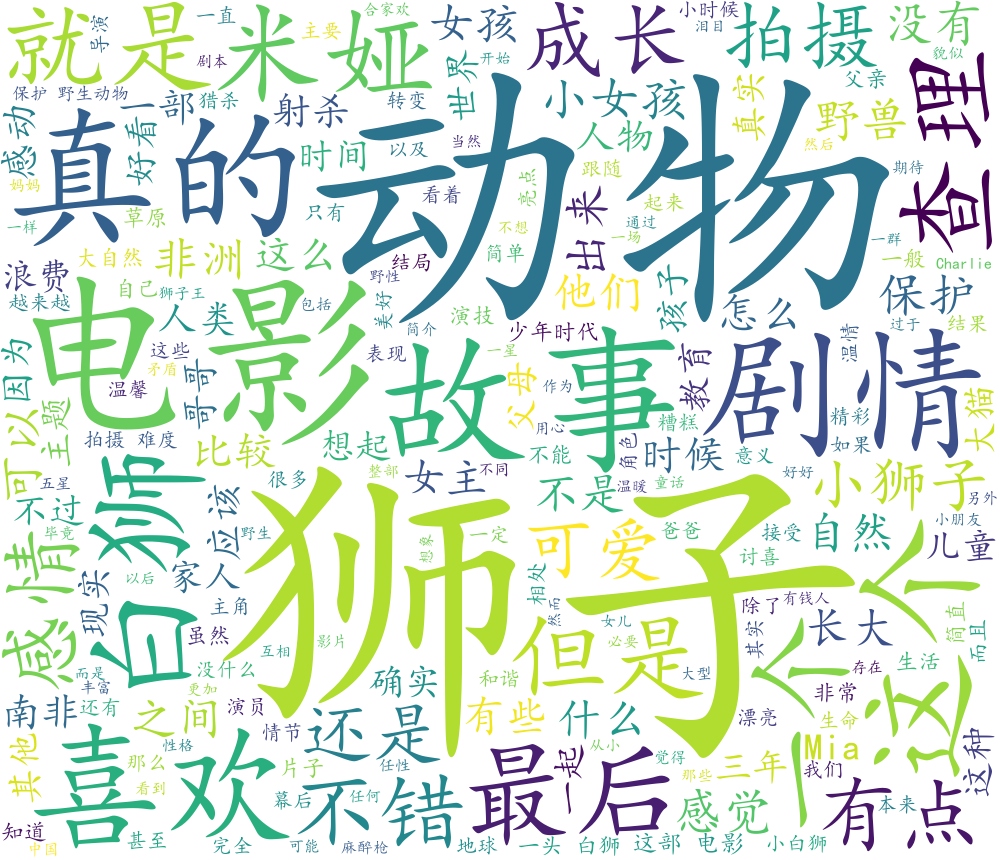 就是
导演
一直
剧本
主要
合家欢
米娅
女孩
开始
成长
小时候
泪目
拍摄
没有
貌似
保护 野生动物
一部
猎杀
射杀
转变
世界
小女孩
父亲
查理
感动
好看
真的
动物
时间
以及
当然
人物
真实
野兽
然后
妈妈
一样
草原
只有
看着
亮点
跟随
出来
起来
通过
期待
不想
一场
一群
浪费
大自然
非洲
这么
结局
简单
他们
孩子
一般
Charlie
越来越
自己
狮子王
野性
包括
美好
演技
怎么
保护
电影
人类
简介
少年时代
过于
结果
因为
这些
矛盾
温馨
哥哥
表现
故事
一星
作为
父母
教育
剧情
温情
大猫
可以
主题
拍摄 难度
比较
想起
用心
不能
糟糕
角色
时候
精彩
如果
意义
五星
不过
白狮
应该
很多
整部
女主
不同
不是
温暖
童话
好好
小狮子
另外
毕竟
野生
狮子
想象
一定
可爱
爸爸
接受
自然
小朋友
儿童
感情
现实
以后
家人
主角
相处
讨喜
然而
除了
有钱人
简直
而且
虽然
影片
但是
女儿
必要
其实
长大
一个
这个
没什么
互相
确实
和谐
大型
存在
生活
而是
丰富
更加
南非
还有
之间
演员
还是
有些
什么
漂亮
非常
生命
其他
喜欢
性格
那么
看到
情节
片子
任性
从小
一起
觉得
那些
三年
Mia
我们
这种
知道
幕后
任何
不错
最后
感觉
有点
本来
中国
甚至
完全
可能
麻醉枪
地球
一头 白狮
这部 电影
小白狮